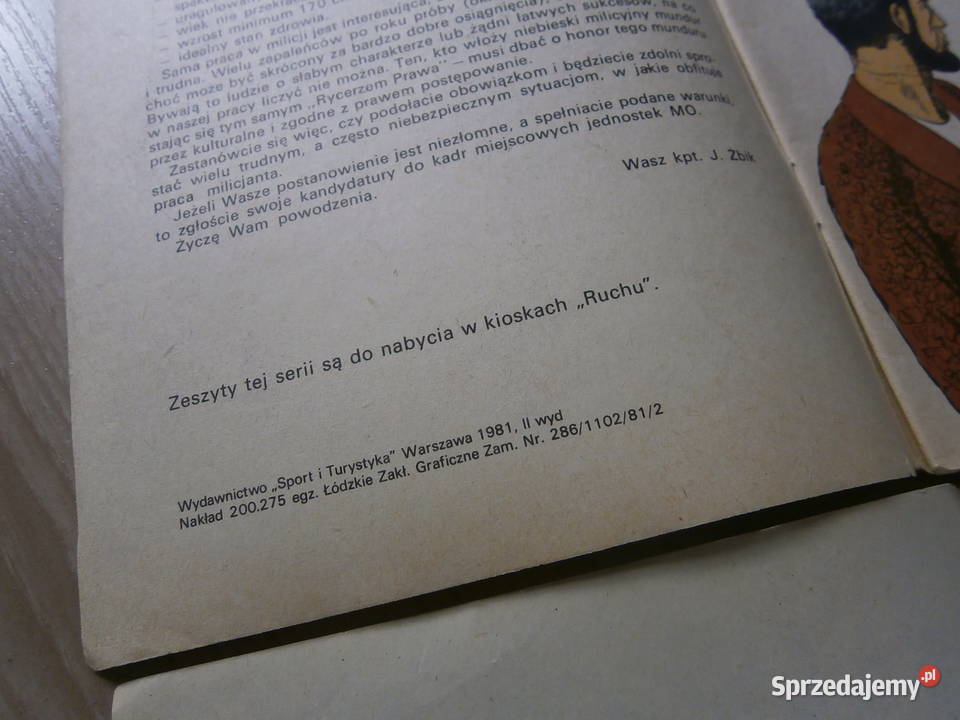 – wiek nie przekra
– wzrost minimum 170 c
– idealny stan zdrowia.
Sama praca w milicji jest interesująca,
i trudna. Wielu zapaleńców po roku próby
choć może być skrócony za bardzo dobre osiągnięcia),
Bywają to ludzie o słabym charakterze lub żądni łatwych sukcesów, na co
w naszej pracy liczyć nie można. Ten, kto włoży niebieski milicyjny mundur
stając się tym samym „Rycerzem Prawa” – musi dbać o honor tego munduru
przez kulturalne i zgodne z prawem postępowanie.
Zastanówcie się więc, czy podołacie obowiązkom i będziecie zdolni spro-
stać wielu trudnym, a często niebezpiecznym sytuacjom, w jakie obfituje
praca milicjanta.
Jeżeli Wasze postanowienie jest niezłomne, a spełniacie podane warunki,
to zgłoście swoje kandydatury do kadr miejscowych jednostek MO.
Życzę Wam powodzenia.
Wasz kpt. J. Żbik
Zeszyty tej serii są do nabycia w kioskach „Ruchu”.
Wydawnictwo „Sport i Turystyka” Warszawa 1981, II wyd
Nakład 200.275 egz. Łódzkie Zakł. Graficzne Zam. Nr. 286/1102/81/2
Sprzedajemy.pl